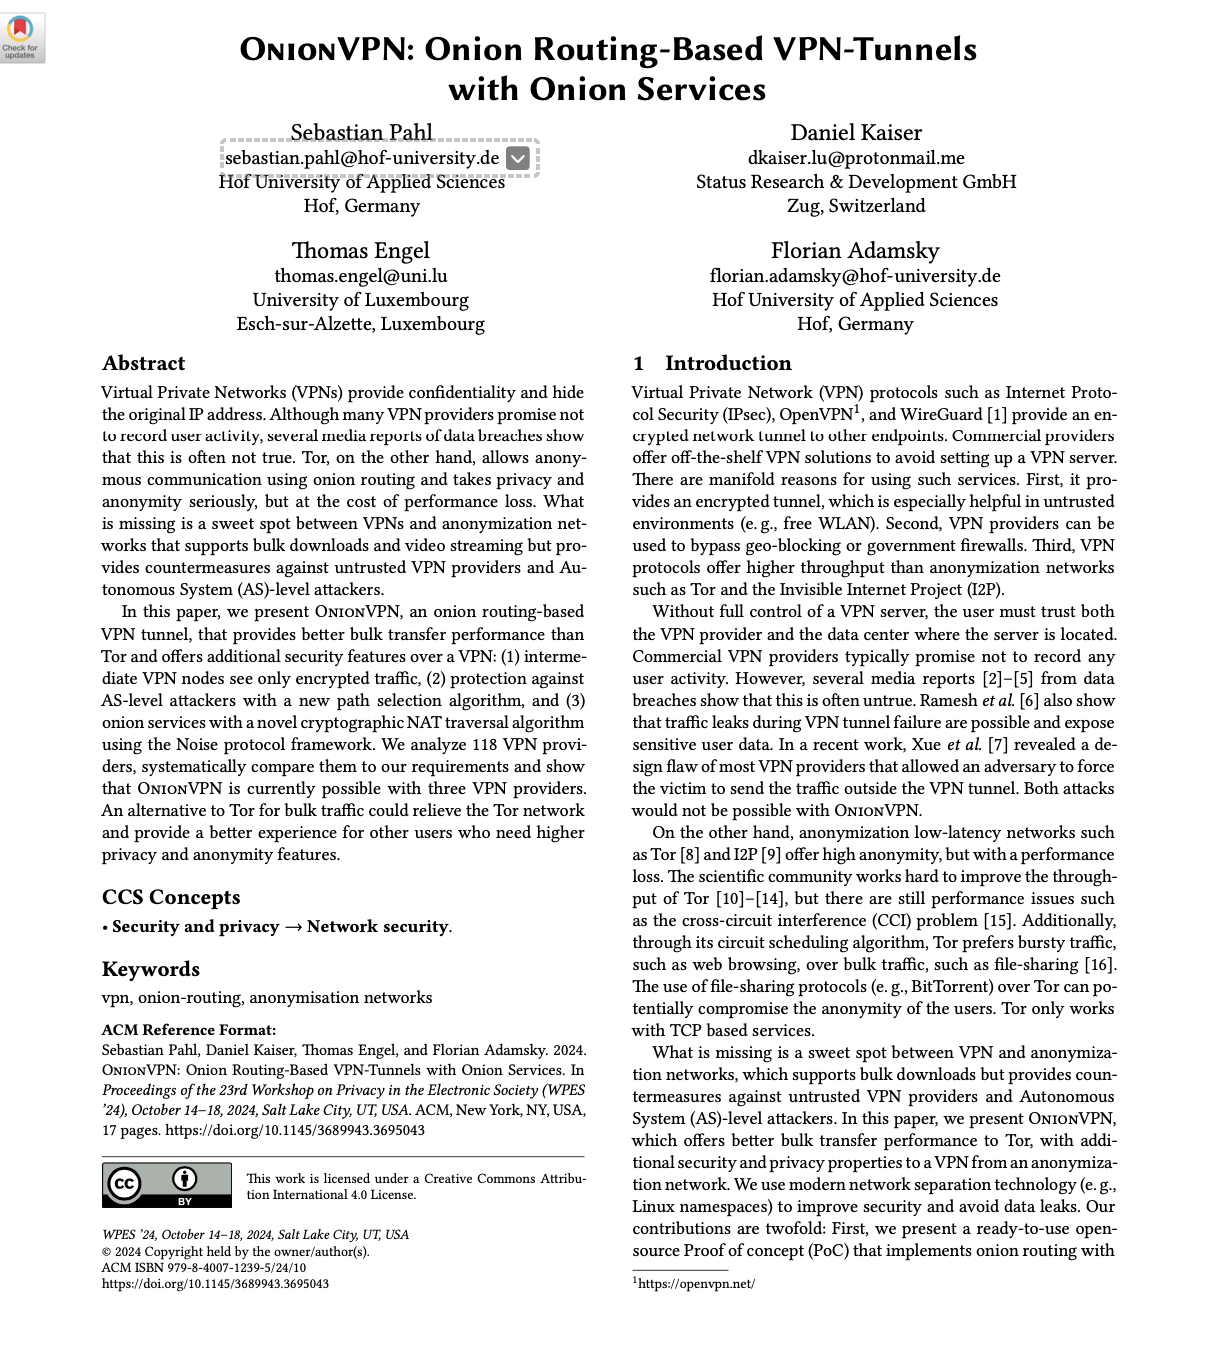 Check for
updates
OnionVPN: Onion Routing-Based VPN-Tunnels
with Onion Services
Sebastian Pahl
sebastian.pahl@hof-university.de
Hof University of Applied Sciences
Hof, Germany
Daniel Kaiser
dkaiser.lu@protonmail.me
Status Research & Development GmbH
Zug, Switzerland
Thomas Engel
thomas.engel@uni.lu
University of Luxembourg
Esch-sur-Alzette, Luxembourg
Florian Adamsky
florian.adamsky@hof-university.de
Hof University of Applied Sciences
Hof, Germany
Abstract
Virtual Private Networks (VPNs) provide confidentiality and hide
the original IP address. Although many VPN providers promise not
to record user activity, several media reports of data breaches show
that this is often not true. Tor, on the other hand, allows anony-
mous communication using onion routing and takes privacy and
anonymity seriously, but at the cost of performance loss. What
is missing is a sweet spot between VPNs and anonymization net-
works that supports bulk downloads and video streaming but pro-
vides countermeasures against untrusted VPN providers and Au-
tonomous System (AS)-level attackers.
In this paper, we present OnionVPN, an onion routing-based
VPN tunnel, that provides better bulk transfer performance than
Tor and offers additional security features over a VPN: (1) interme-
diate VPN nodes see only encrypted traffic, (2) protection against
AS-level attackers with a new path selection algorithm, and (3)
onion services with a novel cryptographic NAT traversal algorithm
using the Noise protocol framework. We analyze 118 VPN provi-
ders, systematically compare them to our requirements and show
that OnionVPN is currently possible with three VPN providers.
An alternative to Tor for bulk traffic could relieve the Tor network
and provide a better experience for other users who need higher
privacy and anonymity features.
CCS Concepts
• Security and privacy → Network security.
Keywords
vpn, onion-routing, anonymisation networks
ACM Reference Format:
Sebastian Pahl, Daniel Kaiser, Thomas Engel, and Florian Adamsky. 2024.
OnionVPN: Onion Routing-Based VPN-Tunnels with Onion Services. In
Proceedings of the 23rd Workshop on Privacy in the Electronic Society (WPES
’24), October 14–18, 2024, Salt Lake City, UT, USA. ACM, New York, NY, USA,
17 pages. https://doi.org/10.1145/3689943.3695043
cc
BY
This work is licensed under a Creative Commons Attribu-
tion International 4.0 License.
WPES ’24, October 14–18, 2024, Salt Lake City, UT, USA
© 2024 Copyright held by the owner/author(s).
ACM ISBN 979-8-4007-1239-5/24/10
https://doi.org/10.1145/3689943.3695043
1 Introduction
Virtual Private Network (VPN) protocols such as Internet Proto-
col Security (IPsec), OpenVPN1, and WireGuard [1] provide an en-
crypted network tunnel to other endpoints. Commercial providers
offer off-the-shelf VPN solutions to avoid setting up a VPN server.
There are manifold reasons for using such services. First, it pro-
vides an encrypted tunnel, which is especially helpful in untrusted
environments (e. g., free WLAN). Second, VPN providers can be
used to bypass geo-blocking or government firewalls. Third, VPN
protocols offer higher throughput than anonymization networks
such as Tor and the Invisible Internet Project (I2P).
Without full control of a VPN server, the user must trust both
the VPN provider and the data center where the server is located.
Commercial VPN providers typically promise not to record any
user activity. However, several media reports [2]–[5] from data
breaches show that this is often untrue. Ramesh et al. [6] also show
that traffic leaks during VPN tunnel failure are possible and expose
sensitive user data. In a recent work, Xue et al. [7] revealed a de-
sign flaw of most VPN providers that allowed an adversary to force
the victim to send the traffic outside the VPN tunnel. Both attacks
would not be possible with OnionVPN.
On the other hand, anonymization low-latency networks such
as Tor [8] and I2P [9] offer high anonymity, but with a performance
loss. The scientific community works hard to improve the through-
put of Tor [10]–[14], but there are still performance issues such
as the cross-circuit interference (CCI) problem [15]. Additionally,
through its circuit scheduling algorithm, Tor prefers bursty traffic,
such as web browsing, over bulk traffic, such as file-sharing [16].
The use of file-sharing protocols (e. g., BitTorrent) over Tor can po-
tentially compromise the anonymity of the users. Tor only works
with TCP based services.
What is missing is a sweet spot between VPN and anonymiza-
tion networks, which supports bulk downloads but provides coun-
termeasures against untrusted VPN providers and Autonomous
System (AS)-level attackers. In this paper, we present OnionVPN,
which offers better bulk transfer performance to Tor, with addi-
tional security and privacy properties to a VPN from an anonymiza-
tion network. We use modern network separation technology (e. g.,
Linux namespaces) to improve security and avoid data leaks. Our
contributions are twofold: First, we present a ready-to-use open-
source Proof of concept (PoC) that implements onion routing with
1https://openvpn.net/